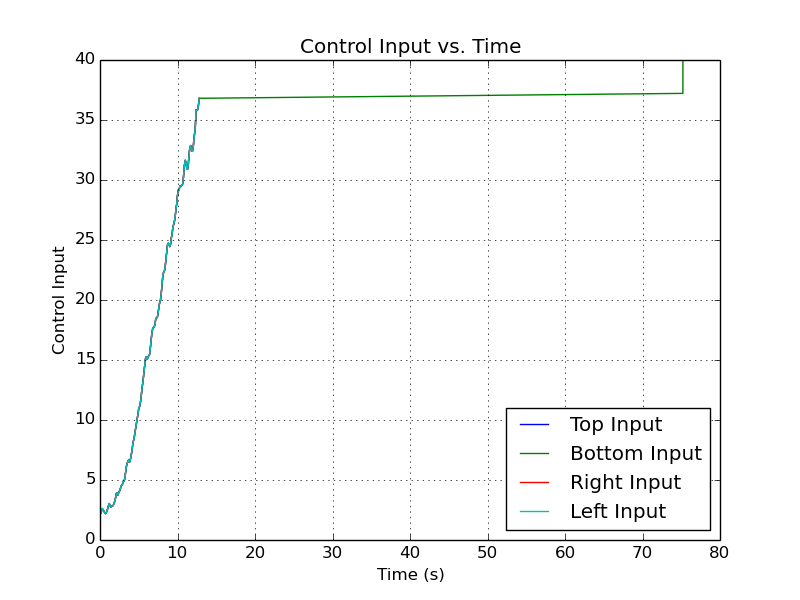 Control Input vs. Time
40
35
30
25
20
15
10
5
0
Control Input
0 10 20 30 40 50 60 70 80
Time (s)
Top Input
Bottom Input
Right Input
Left Input